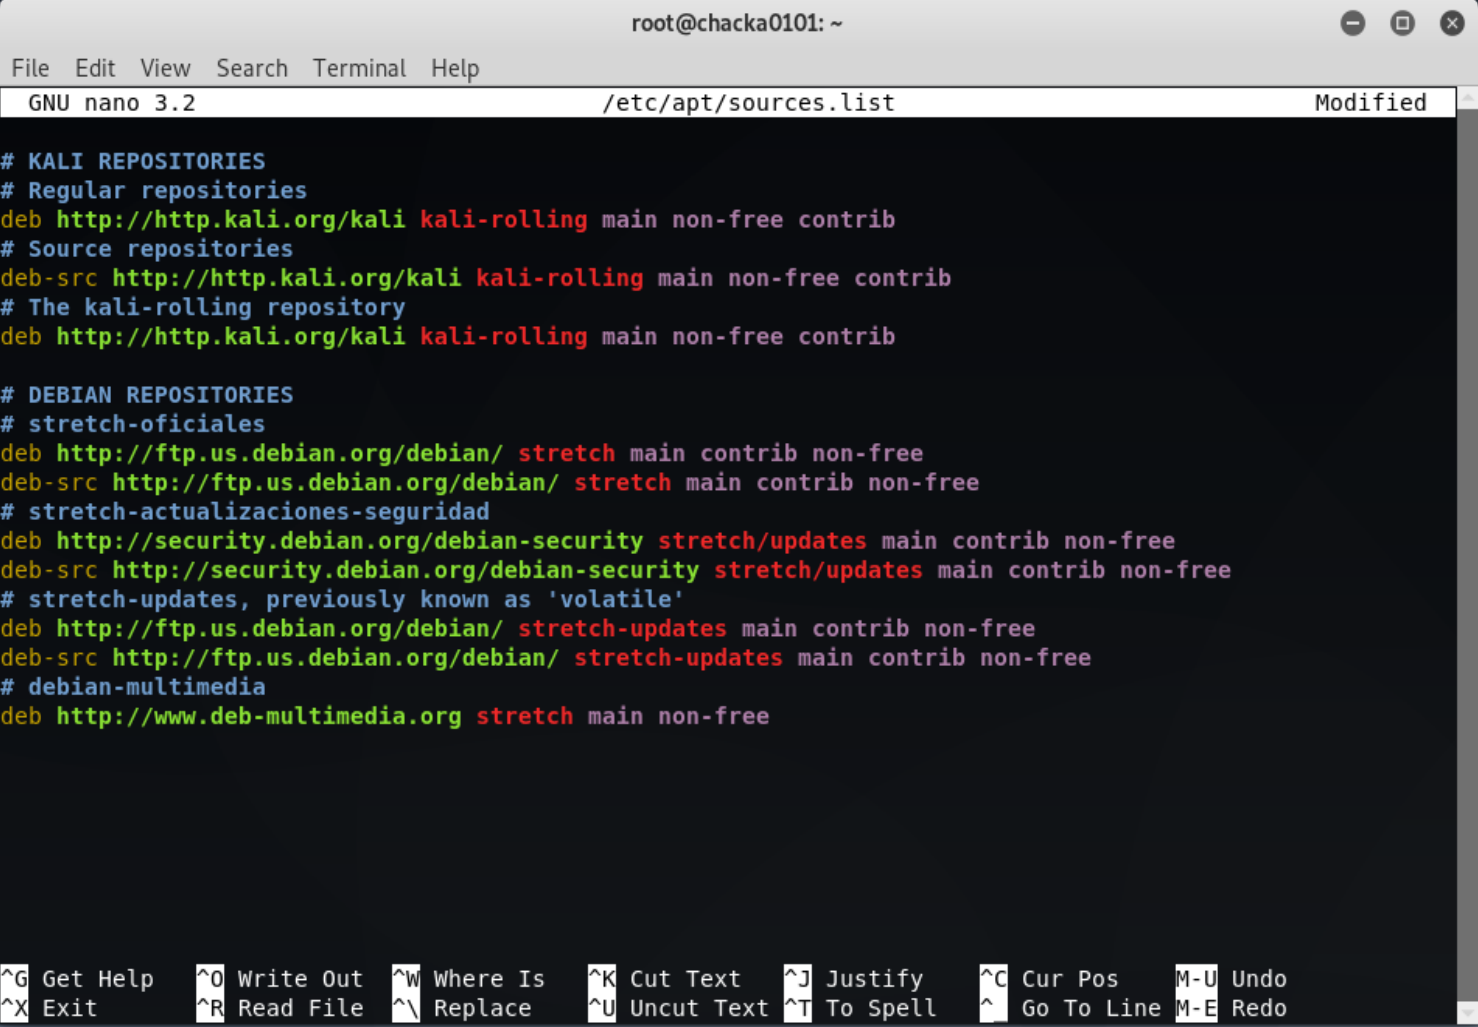 root@chacka0101: ~
File Edit View Search Terminal Help
GNU nano 3.2 /etc/apt/sources.list Modified
# KALI REPOSITORIES
# Regular repositories
deb http://http.kali.org/kali kali-rolling main non-free contrib
# Source repositories
deb-src http://http.kali.org/kali kali-rolling main non-free contrib
# The kali-rolling repository
deb http://http.kali.org/kali kali-rolling main non-free contrib
# DEBIAN REPOSITORIES
# stretch-oficiales
deb http://ftp.us.debian.org/debian/ stretch main contrib non-free
deb-src http://ftp.us.debian.org/debian/ stretch main contrib non-free
# stretch-actualizaciones-seguridad
deb http://security.debian.org/debian-security stretch/updates main contrib non-free
deb-src http://security.debian.org/debian-security stretch/updates main contrib non-free
# stretch-updates, previously known as 'volatile'
deb http://ftp.us.debian.org/debian/ stretch-updates main contrib non-free
deb-src http://ftp.us.debian.org/debian/ stretch-updates main contrib non-free
# debian-multimedia
deb http://www.deb-multimedia.org stretch main non-free
^G Get Help ^O Write Out ^W Where Is ^K Cut Text ^J Justify ^C Cur Pos M-U Undo
^X Exit ^R Read File ^\ Replace ^U Uncut Text ^T To Spell ^_ Go To Line M-E Redo